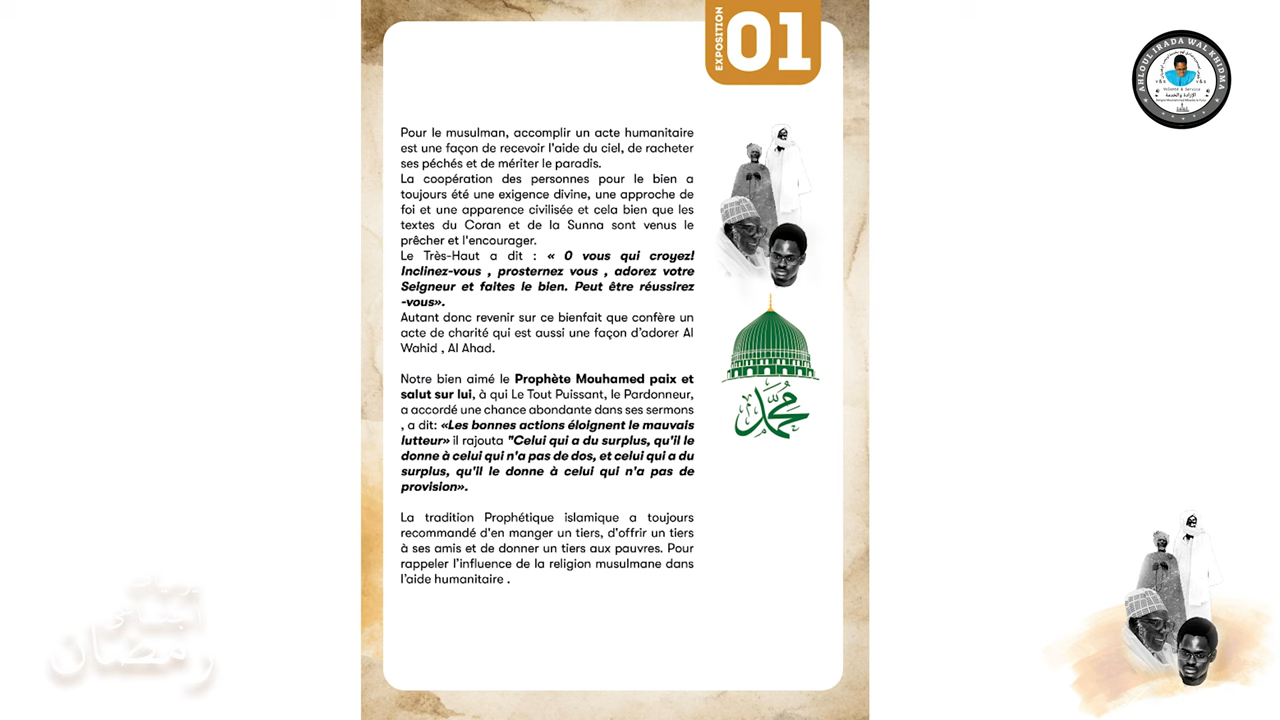 EXPOSITION
01
Pour le musulman, accomplir un acte humanitaire
est une façon de recevoir l'aide du ciel, de racheter
ses péchés et de mériter le paradis.
La coopération des personnes pour le bien a
toujours été une exigence divine, une approche de
foi et une apparence civilisée et cela bien que les
textes du Coran et de la Sunna sont venus le
prêcher et l'encourager.
Le Très-Haut a dit : « 0 vous qui croyez!
inclinez-vous , prosternez vous , adorez votre
Seigneur et faites le bien. Peut être réussirez
-vous».
Autant donc revenir sur ce bienfait que confère un
acte de charité qui est aussi une façon d'adorer Al
Wahid , Al Ahad.
Notre bien aimé le Prophète Mouhamed paix et
salut sur lui, à qui Le Tout Puissant, le Pardonneur,
a accordé une chance abondante dans ses sermons
, a dit: «Les bonnes actions éloignent le mauvais
lutteur» il rajouta "Celui qui a du surplus, qu'il le
donne à celui qui n'a pas de dos, et celui qui a du
surplus, qu'il le donne à celui qui n'a pas de
provision».
La tradition Prophétique islamique a toujours
recommandé d'en manger un tiers, d'offrir un tiers
à ses amis et de donner un tiers aux pauvres. Pour
rappeler l'influence de la religion musulmane dans
l'aide humanitaire .
محمد
AHLOUL IRADA WAL KHIDMA
Volonté & Service
الإرادة والخدمة
رمضان